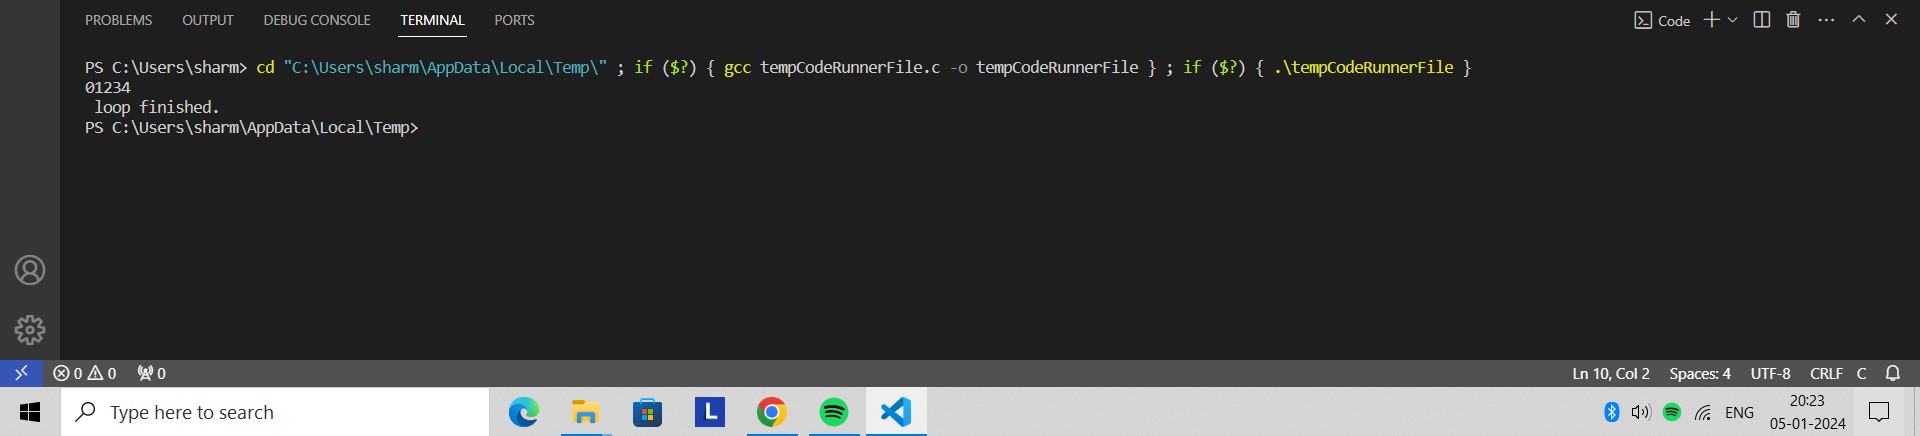 PROBLEMS OUTPUT DEBUG CONSOLE TERMINAL PORTS Code
PS C:\Users\sharm> cd "C:\Users\sharm\AppData\Local\Temp\" ; if ($?) { gcc tempCodeRunnerFile.c -o tempCodeRunnerFile } ; if ($?) { .\tempCodeRunnerFile }
01234
 loop finished.
PS C:\Users\sharm\AppData\Local\Temp>
0 0 0 Ln 10, Col 2 Spaces: 4 UTF-8 CRLF C
Type here to search L ENG 20:23
05-01-2024